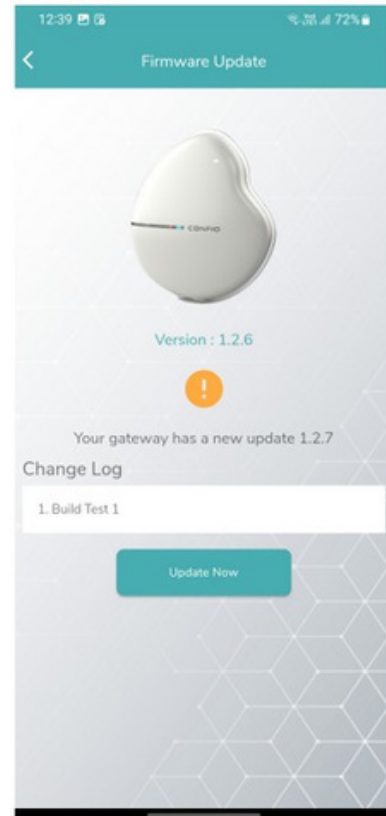 12:39
72%
Firmware Update
CONFIO
Version : 1.2.6
!
Your gateway has a new update 1.2.7
Change Log
1. Build Test 1
Update Now